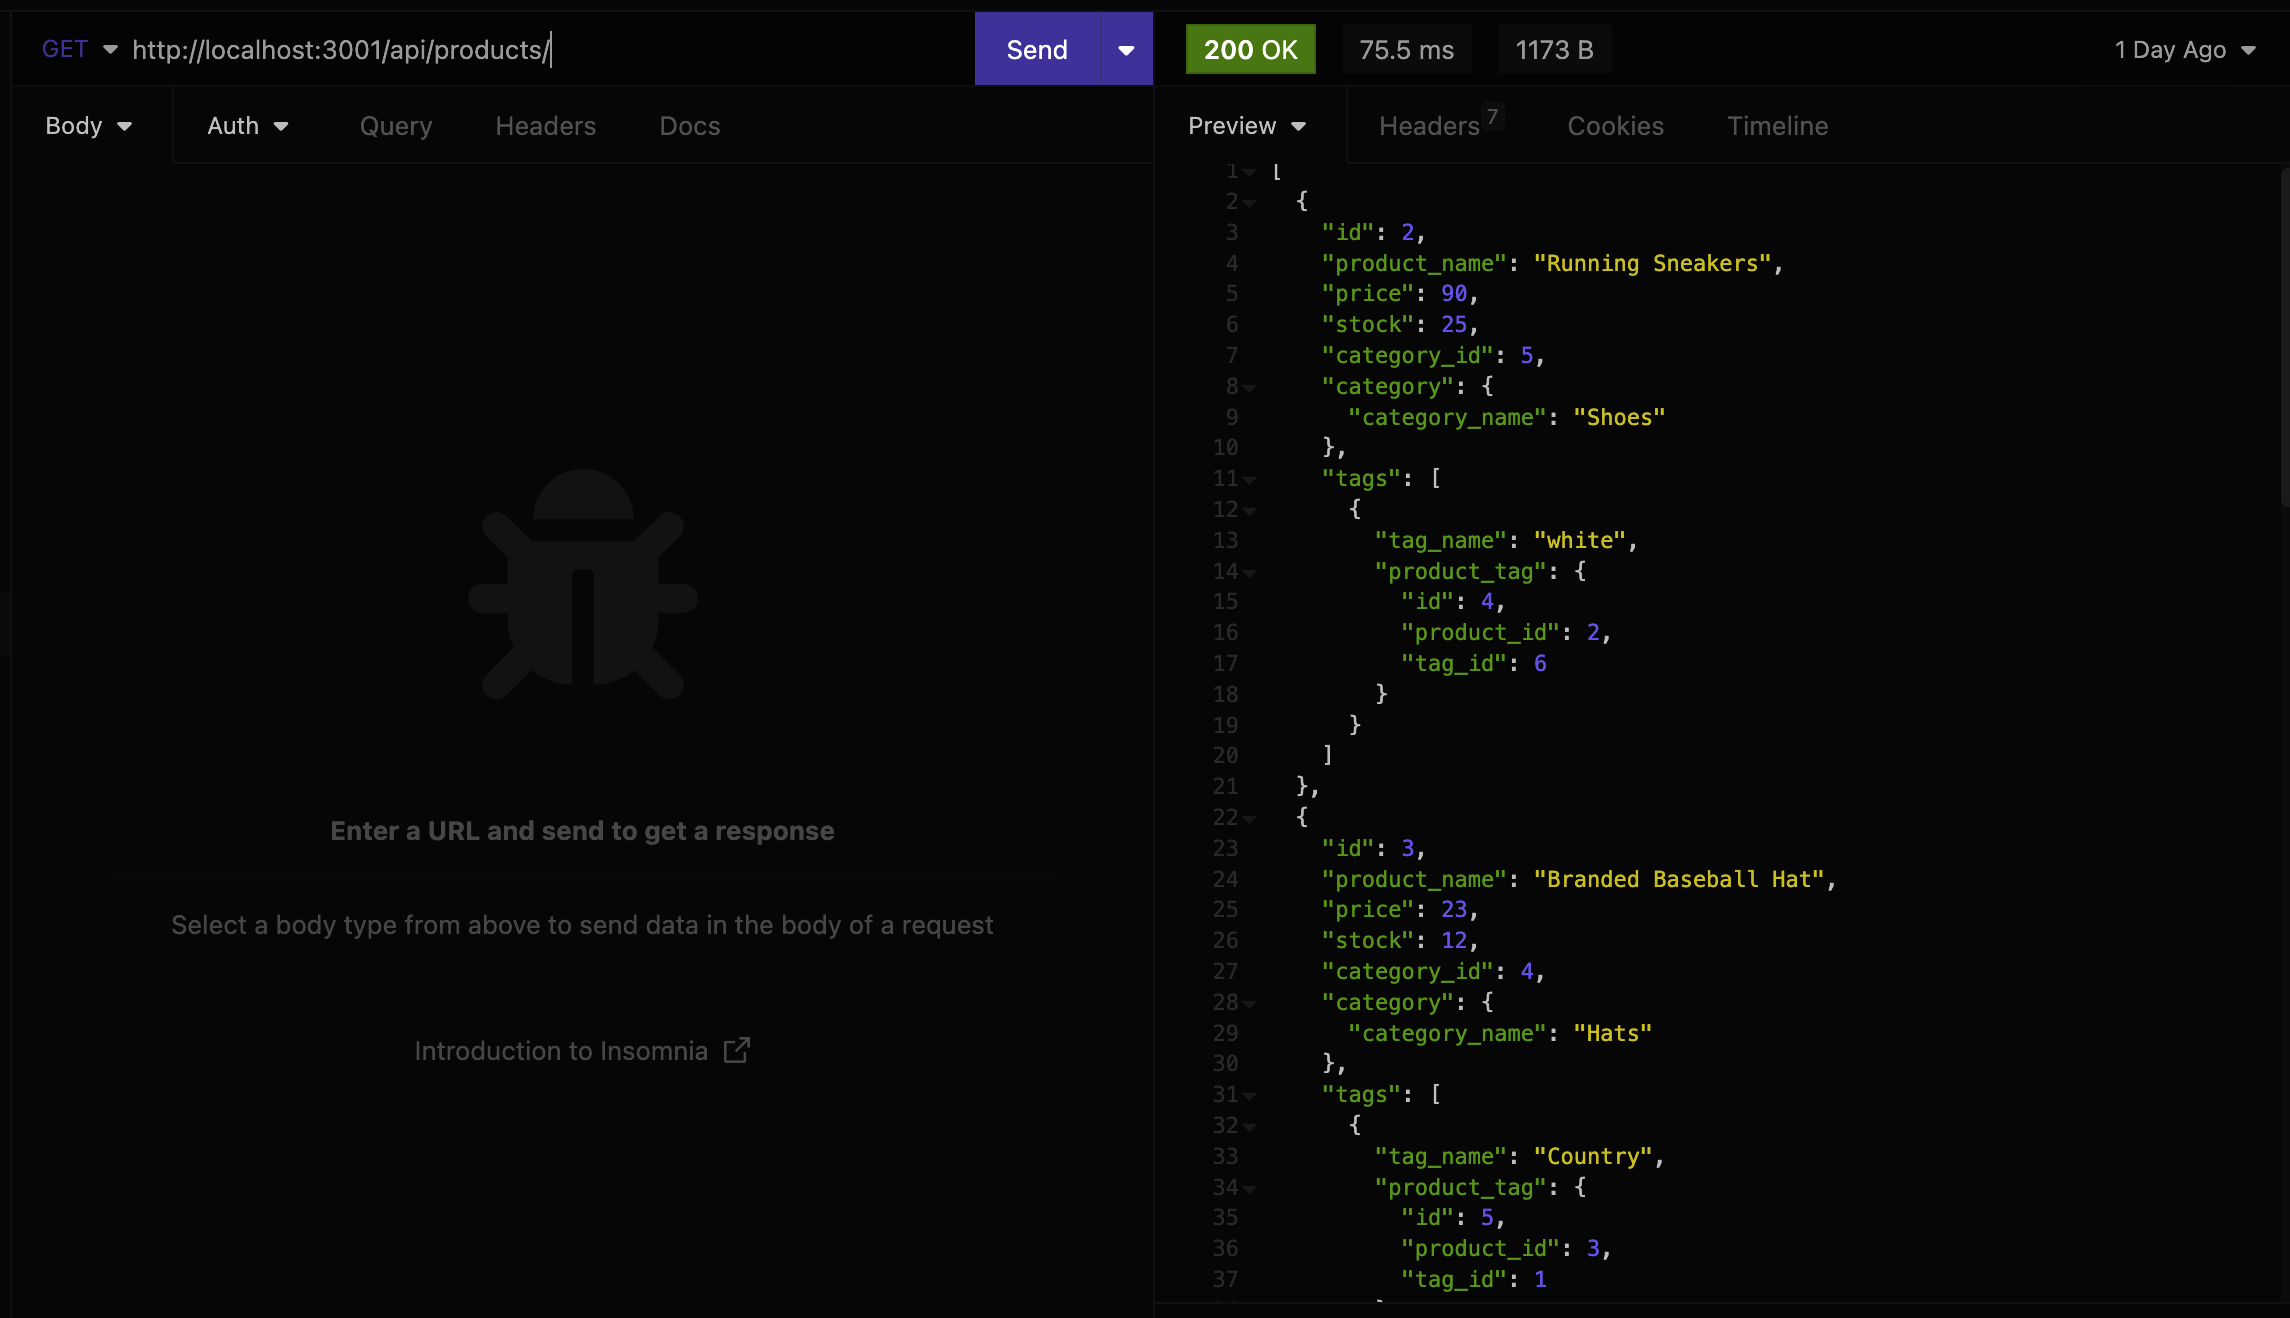 GET http://localhost:3001/api/products/ Send
200 OK 75.5 ms 1173 B 1 Day Ago
Body Auth Query Headers Docs
Preview Headers 7 Cookies Timeline
Enter a URL and send to get a response
Select a body type from above to send data in the body of a request
Introduction to Insomnia
1 [
2 {
3 "id": 2,
4 "product_name": "Running Sneakers",
5 "price": 90,
6 "stock": 25,
7 "category_id": 5,
8 "category": {
9 "category_name": "Shoes"
10 },
11 "tags": [
12 {
13 "tag_name": "white",
14 "product_tag": {
15 "id": 4,
16 "product_id": 2,
17 "tag_id": 6
18 }
19 }
20 ]
21 },
22 {
23 "id": 3,
24 "product_name": "Branded Baseball Hat",
25 "price": 23,
26 "stock": 12,
27 "category_id": 4,
28 "category": {
29 "category_name": "Hats"
30 },
31 "tags": [
32 {
33 "tag_name": "Country",
34 "product_tag": {
35 "id": 5,
36 "product_id": 3,
37 "tag_id": 1